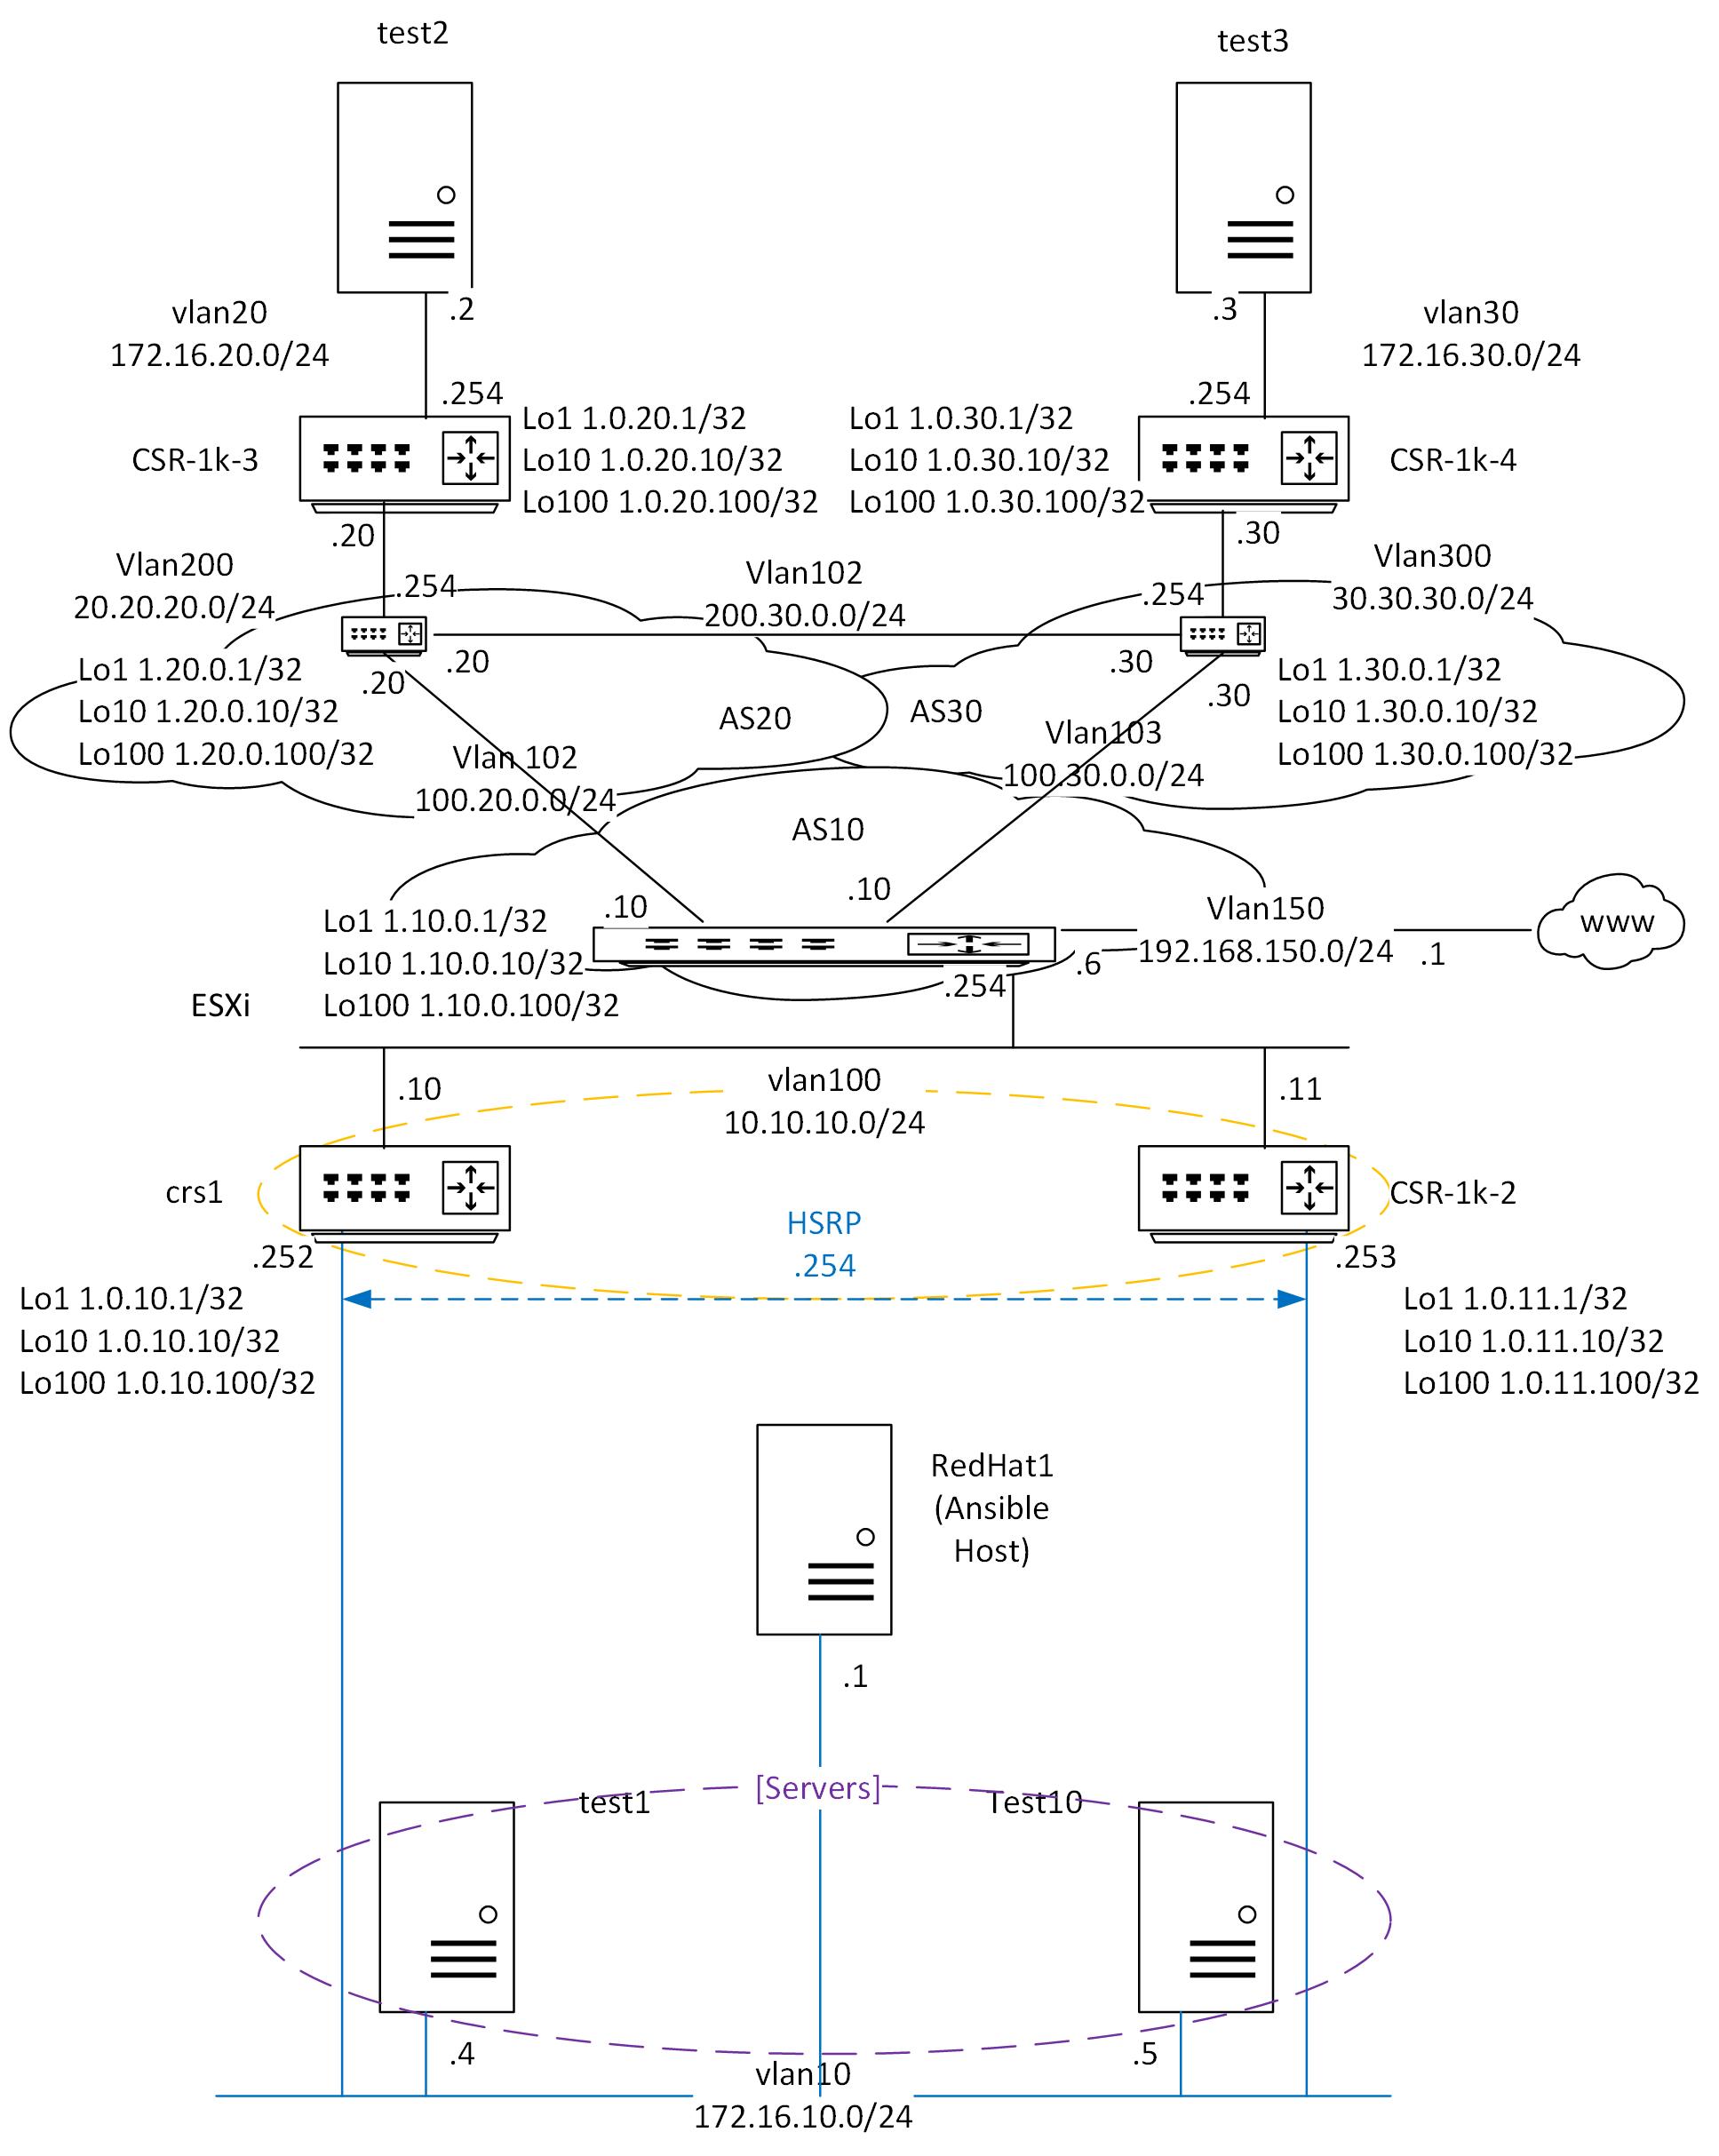 test2
test3
.2
.3
vlan20
172.16.20.0/24
vlan30
172.16.30.0/24
.254
.254
CSR-1k-3
Lo1 1.0.20.1/32
Lo10 1.0.20.10/32
Lo100 1.0.20.100/32
Lo1 1.0.30.1/32
Lo10 1.0.30.10/32
Lo100 1.0.30.100/32
CSR-1k-4
.20
.30
Vlan200
20.20.20.0/24
.254
Vlan102
200.30.0.0/24
.254
Vlan300
30.30.30.0/24
.20
.30
Lo1 1.20.0.1/32
Lo10 1.20.0.10/32
Lo100 1.20.0.100/32
.20
.30
Lo1 1.30.0.1/32
Lo10 1.30.0.10/32
Lo100 1.30.0.100/32
AS20
AS30
Vlan 102
100.20.0.0/24
Vlan103
100.30.0.0/24
AS10
.10
.10
Lo1 1.10.0.1/32
Lo10 1.10.0.10/32
Lo100 1.10.0.100/32
Vlan150
192.168.150.0/24
.6
.1
www
.254
ESXi
.10
vlan100
10.10.10.0/24
.11
crs1
CSR-1k-2
HSRP
.254
.252
.253
Lo1 1.0.10.1/32
Lo10 1.0.10.10/32
Lo100 1.0.10.100/32
Lo1 1.0.11.1/32
Lo10 1.0.11.10/32
Lo100 1.0.11.100/32
RedHat1
(Ansible
Host)
.1
[Servers]
test1
Test10
.4
.5
vlan10
172.16.10.0/24